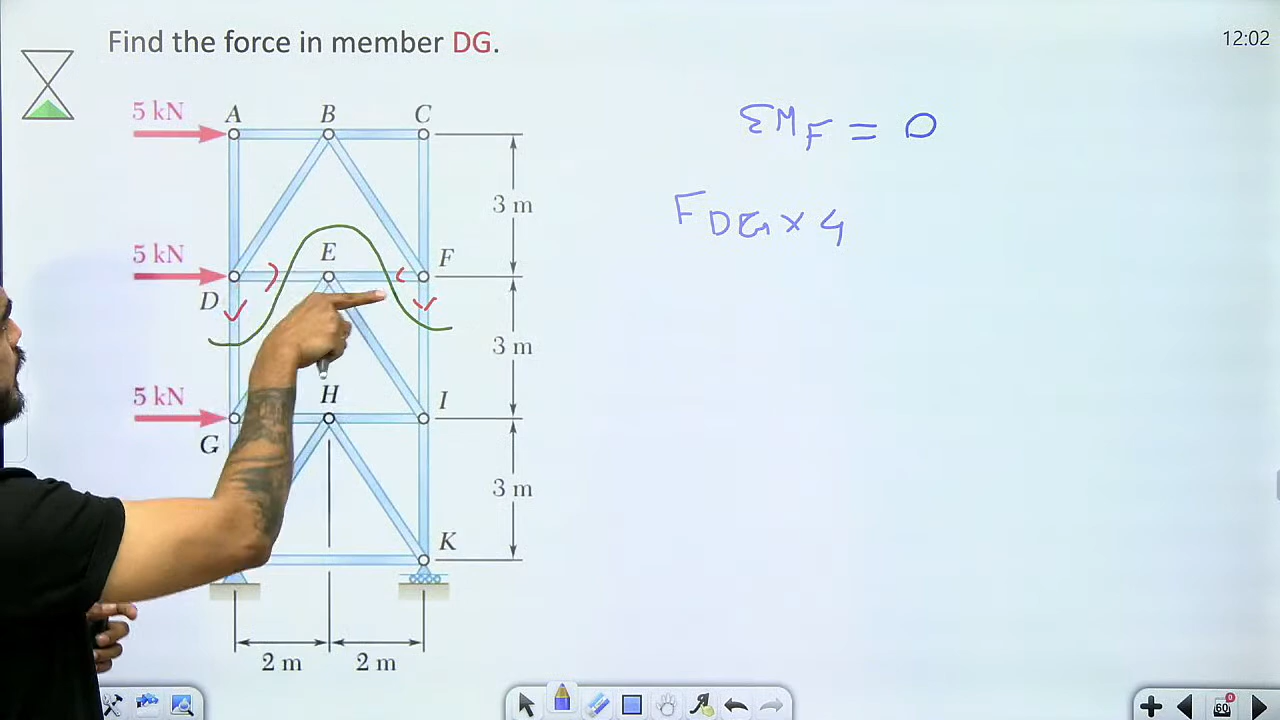 Find the force in member DG.
12:02
5 kN
A
B
C
ΣM_F = 0
3 m
F_DG × 4
5 kN
E
F
D
3 m
5 kN
H
I
G
3 m
K
2 m
2 m
60